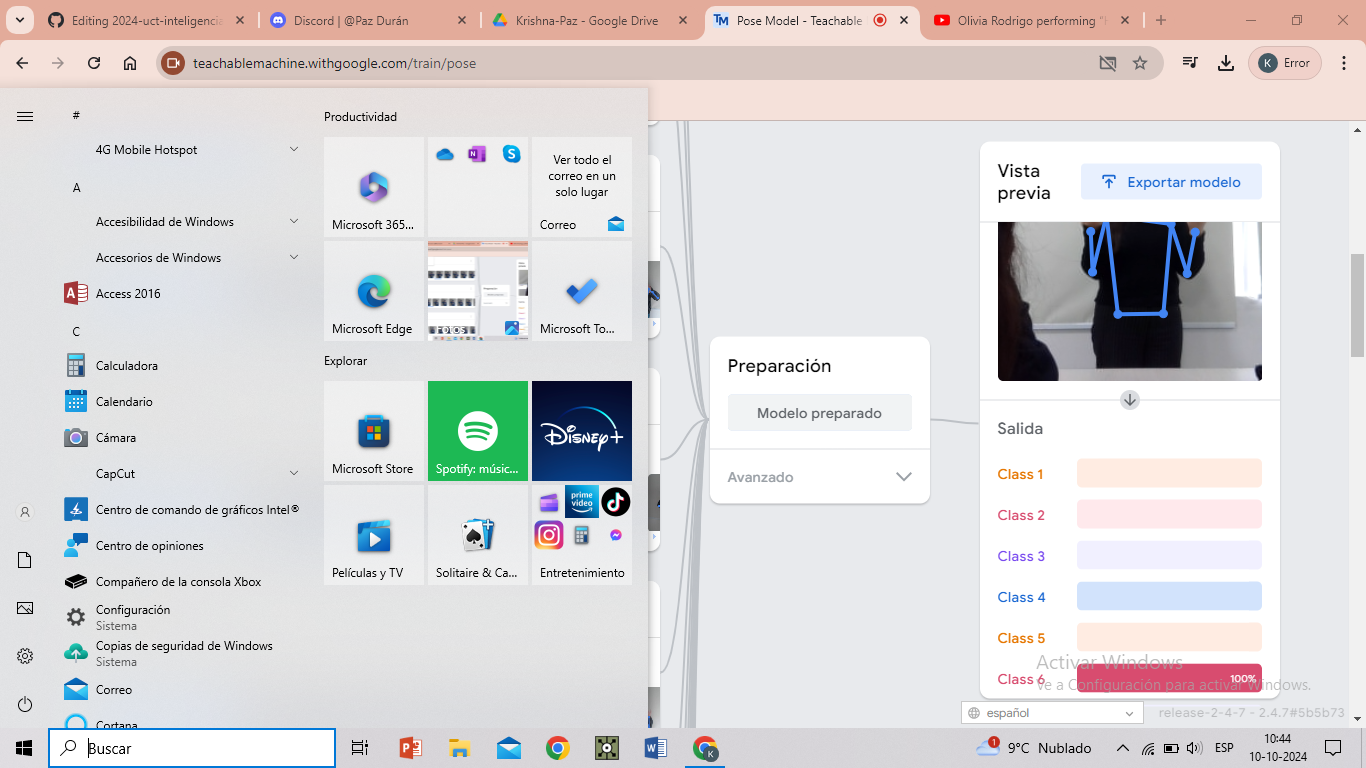 Editing 2024-uct-inteligencia
Discord | @Paz Durán
Krishna-Paz - Google Drive
Pose Model - Teachable
Olivia Rodrigo performing "
teachablemachine.withgoogle.com/train/pose
K
Error
#
4G Mobile Hotspot
A
Accesibilidad de Windows
Accesorios de Windows
Access 2016
C
Calculadora
Calendario
Cámara
CapCut
Centro de comando de gráficos Intel®
Centro de opiniones
Compañero de la consola Xbox
Configuración
Sistema
Copias de seguridad de Windows
Sistema
Correo
Cortana
Productividad
Microsoft 365...
Ver todo el
correo en un
solo lugar
Correo
Microsoft Edge
Fotos
Microsoft To...
Explorar
Microsoft Store
Spotify: músic...
Disney+
Películas y TV
Solitaire & Ca...
prime video
Entretenimiento
Preparación
Modelo preparado
Avanzado
Vista
previa
Exportar modelo
Salida
Class 1
Class 2
Class 3
Class 4
Class 5
Class 6
100%
Activar Windows
Ve a Configuración para activar Windows.
español
release-2-4-7 - 2.4.7#5b5b73
Buscar
1
9°C Nublado
ESP
10:44
10-10-2024